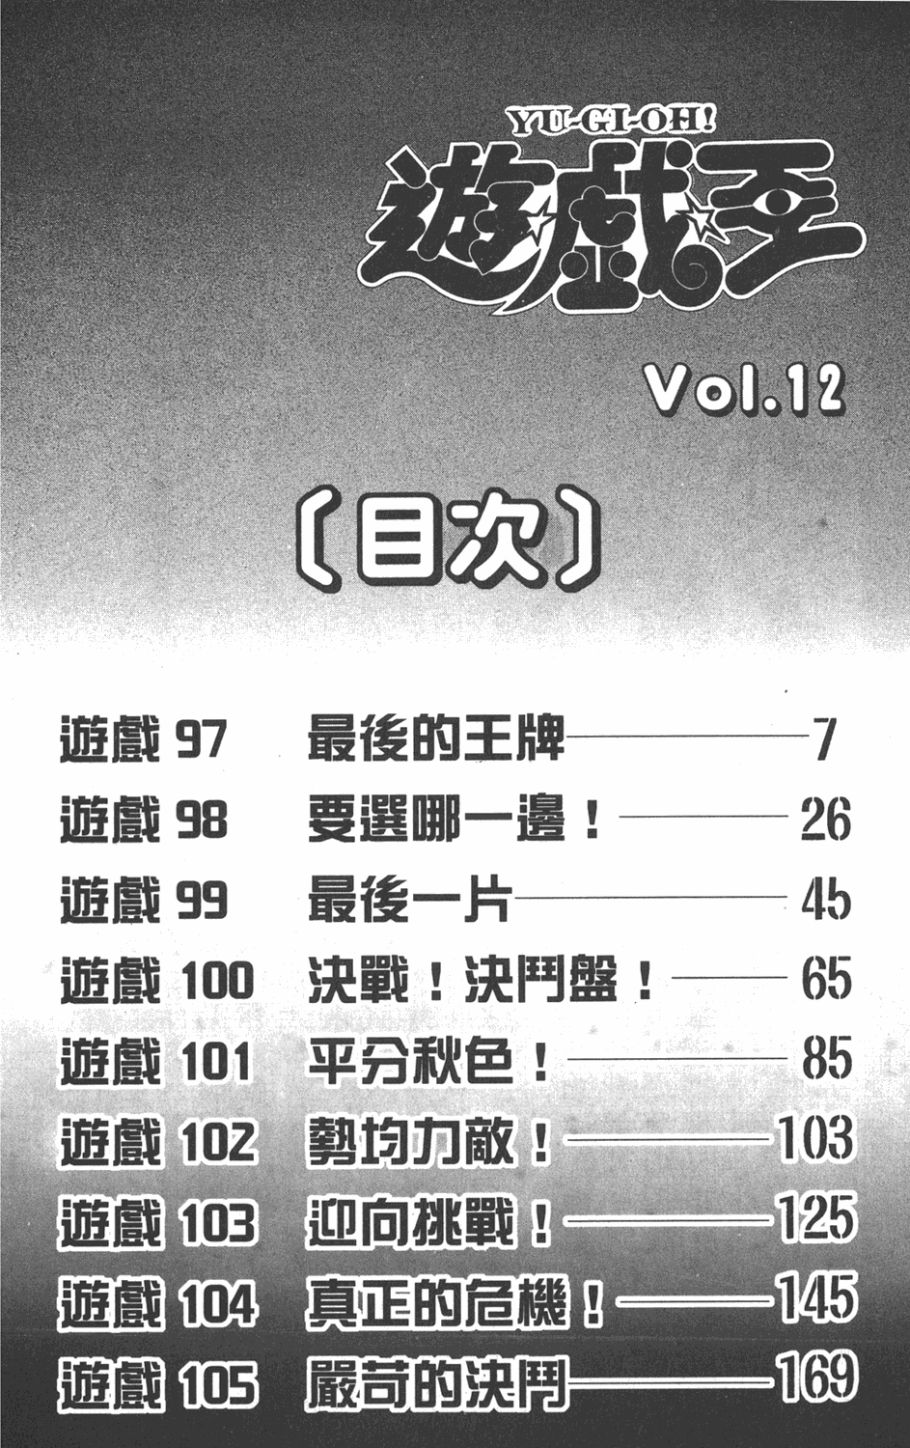 YU-GI-OH!
遊戲王
Vol.12
〔目次〕
遊戲 97 最後的王牌 7
遊戲 98 要選哪一邊！ 26
遊戲 99 最後一片 45
遊戲 100 決戰！決鬥盤！ 65
遊戲 101 平分秋色！ 85
遊戲 102 勢均力敵！ 103
遊戲 103 迎向挑戰！ 125
遊戲 104 真正的危機！ 145
遊戲 105 嚴苛的決鬥 169